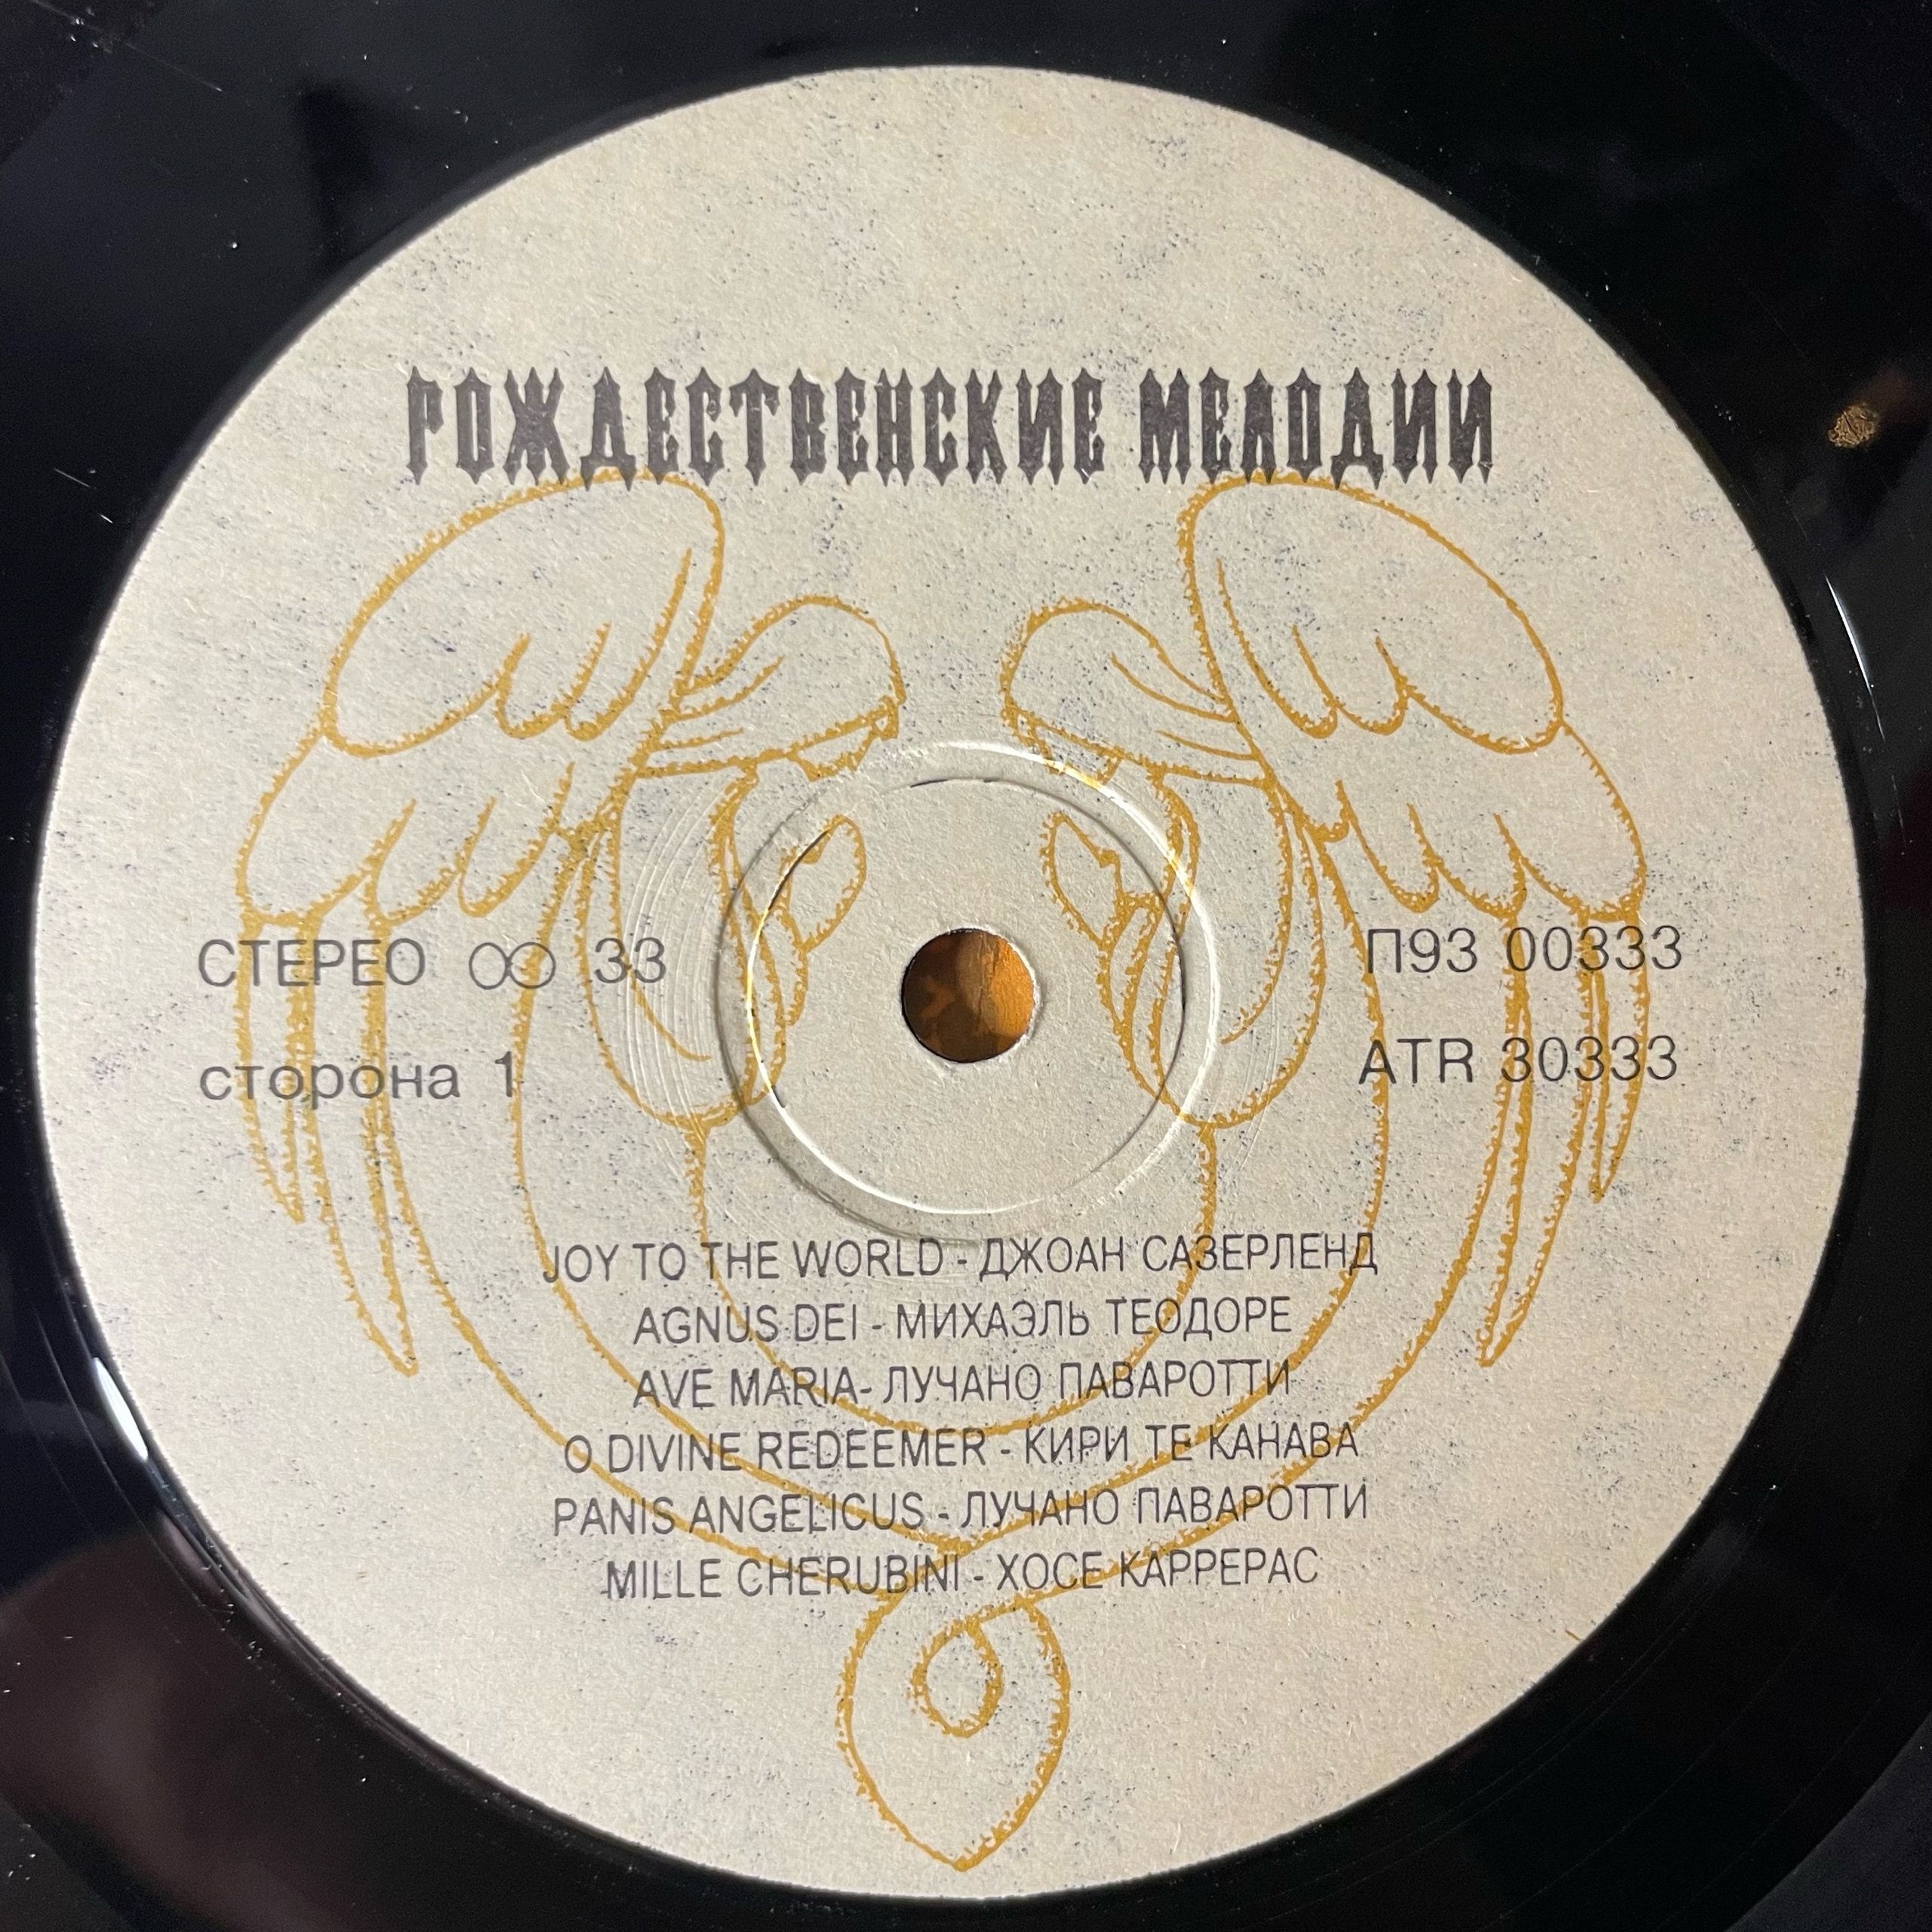 РОЖДЕСТВЕНСКИЕ МЕЛОДИИ
СТЕРЕО ꝏ 33
П93 00333
сторона 1
ATR 30333
JOY TO THE WORLD - ДЖОАН САЗЕРЛЕНД
AGNUS DEI - МИХАЭЛЬ ТЕОДОРЕ
AVE MARIA- ЛУЧАНО ПАВАРОТТИ
O DIVINE REDEEMER - КИРИ ТЕ КАНАВА
PANIS ANGELICUS - ЛУЧАНО ПАВАРОТТИ
MILLE CHERUBINI - ХОСЕ КАРРЕРАС